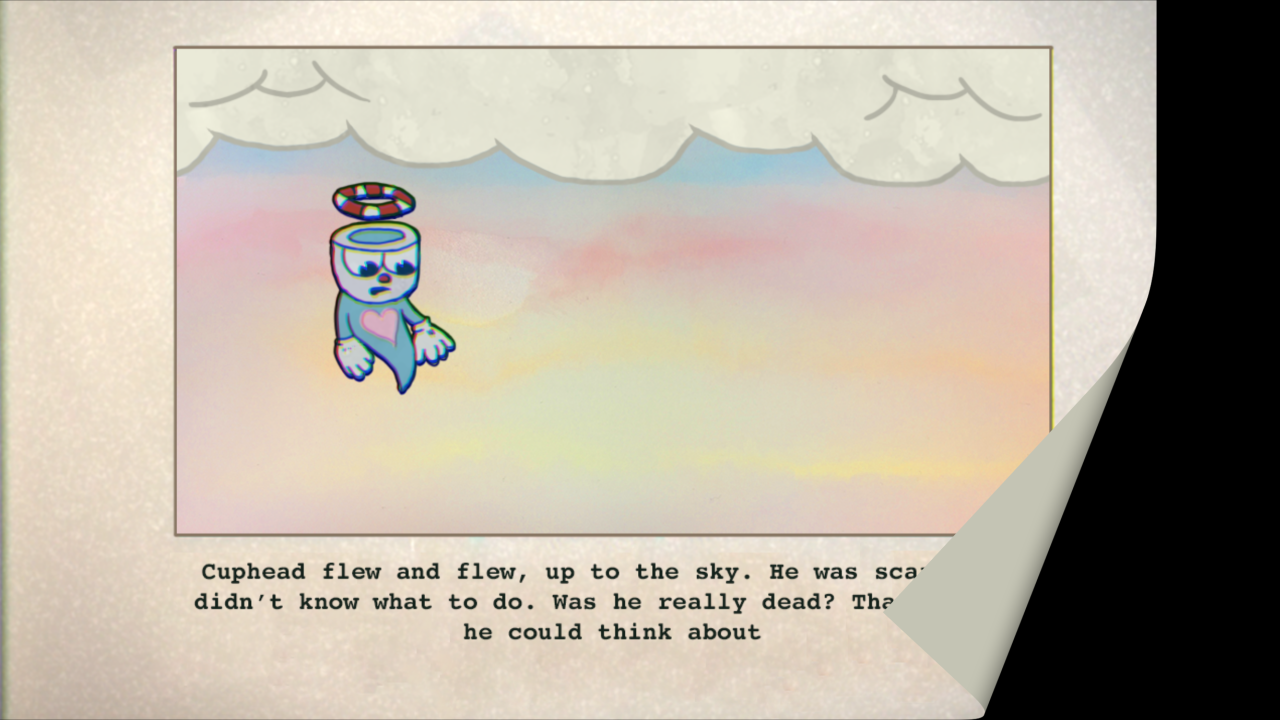 Cuphead flew and flew, up to the sky. He was
didn’t know what to do. Was he really dead?
he could think about